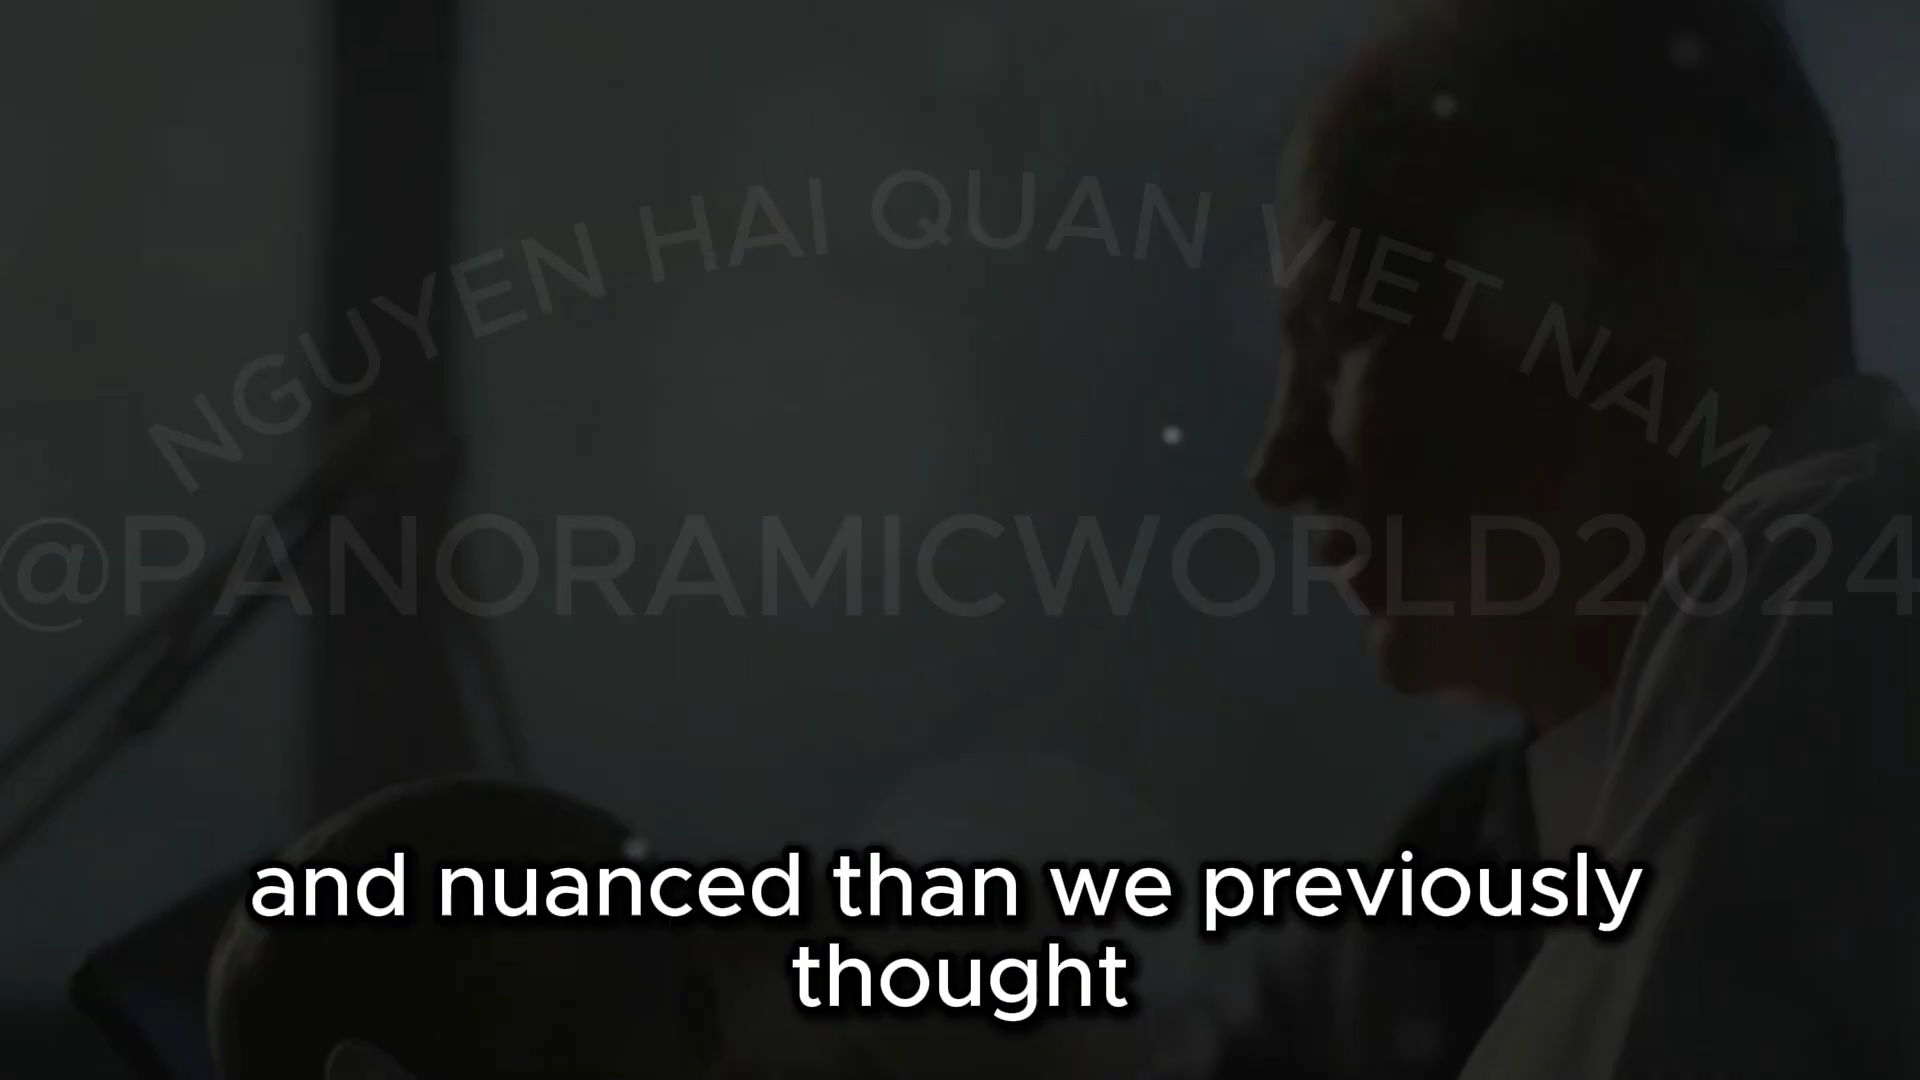 NGUYEN HAI QUAN VIET NAM
@PANORAMICWORLD2024
and nuanced than we previously
thought